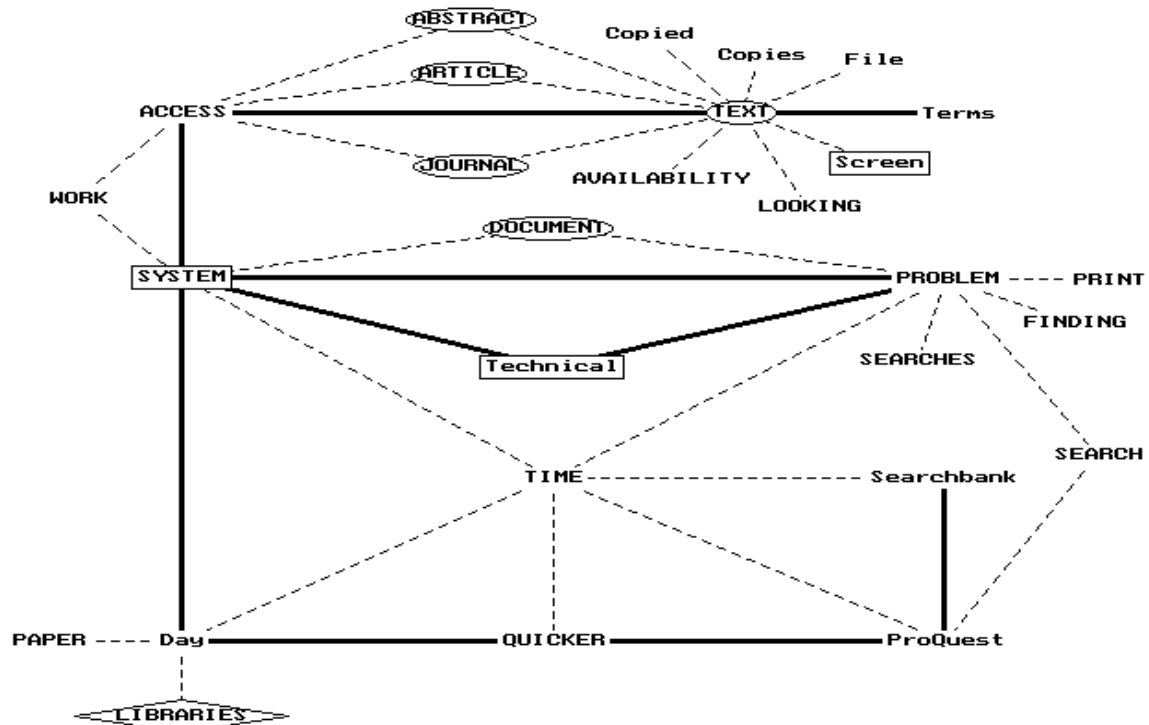 ABSTRACT
Copied
Copies
File
ARTICLE
ACCESS
TEXT
Terms
JOURNAL
Screen
AVAILABILITY
WORK
LOOKING
DOCUMENT
SYSTEM
PROBLEM
PRINT
FINDING
SEARCHES
Technical
SEARCH
TIME
Searchbank
PAPER
Day
QUICKER
ProQuest
LIBRARIES